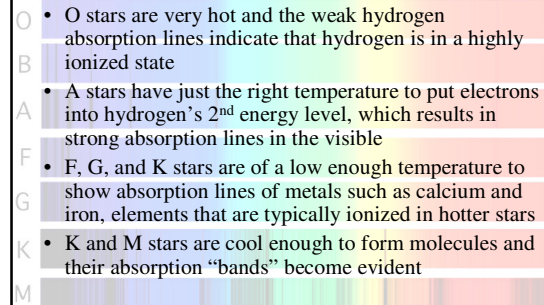 O
• O stars are very hot and the weak hydrogen
absorption lines indicate that hydrogen is in a highly
ionized state
B
• A stars have just the right temperature to put electrons
A
into hydrogen's 2nd energy level, which results in
strong absorption lines in the visible
F
• F, G, and K stars are of a low enough temperature to
show absorption lines of metals such as calcium and
G
iron, elements that are typically ionized in hotter stars
K
• K and M stars are cool enough to form molecules and
their absorption “bands” become evident
M